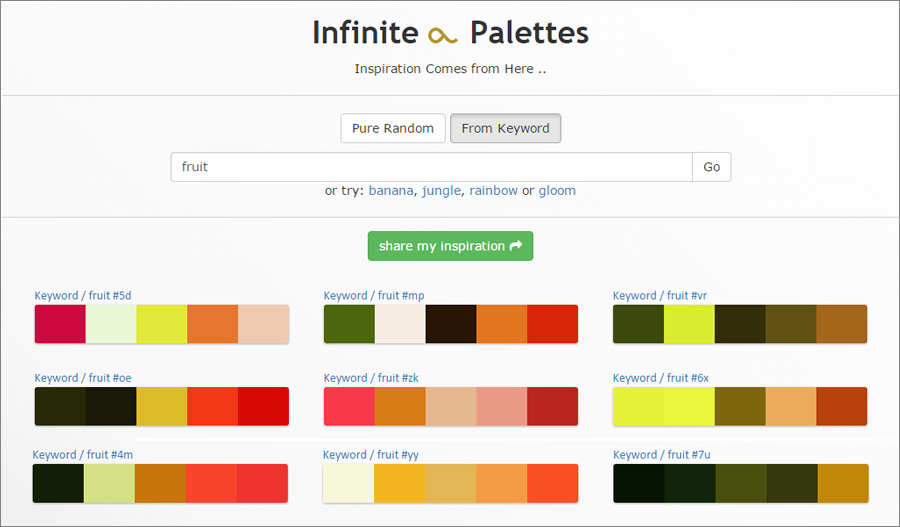 Infinite Palettes
Inspiration Comes from Here ..
Pure Random From Keyword
fruit Go
or try: banana, jungle, rainbow or gloom
share my inspiration
Keyword / fruit #5d Keyword / fruit #mp Keyword / fruit #vr
Keyword / fruit #oe Keyword / fruit #zk Keyword / fruit #6x
Keyword / fruit #4m Keyword / fruit #yy Keyword / fruit #7u